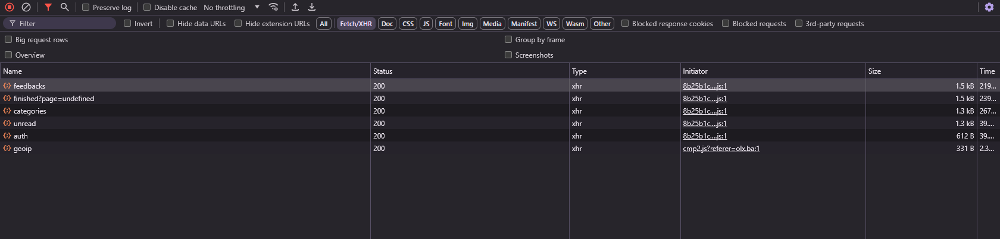 Preserve log Disable cache No throttling
Filter Invert Hide data URLs Hide extension URLs All Fetch/XHR Doc CSS JS Font Img Media Manifest WS Wasm Other Blocked response cookies Blocked requests 3rd-party requests
Big request rows Group by frame
Overview Screenshots
Name Status Type Initiator Size Time
feedbacks 200 xhr 8b25b1c....js:1 1.5 kB 219...
finished?page=undefined 200 xhr 8b25b1c....js:1 1.5 kB 239...
categories 200 xhr 8b25b1c....js:1 1.3 kB 267...
unread 200 xhr 8b25b1c....js:1 1.3 kB 39....
auth 200 xhr 8b25b1c....js:1 612 B 39....
geoip 200 xhr cmp2.js?referer=olx.ba:1 331 B 2.3...